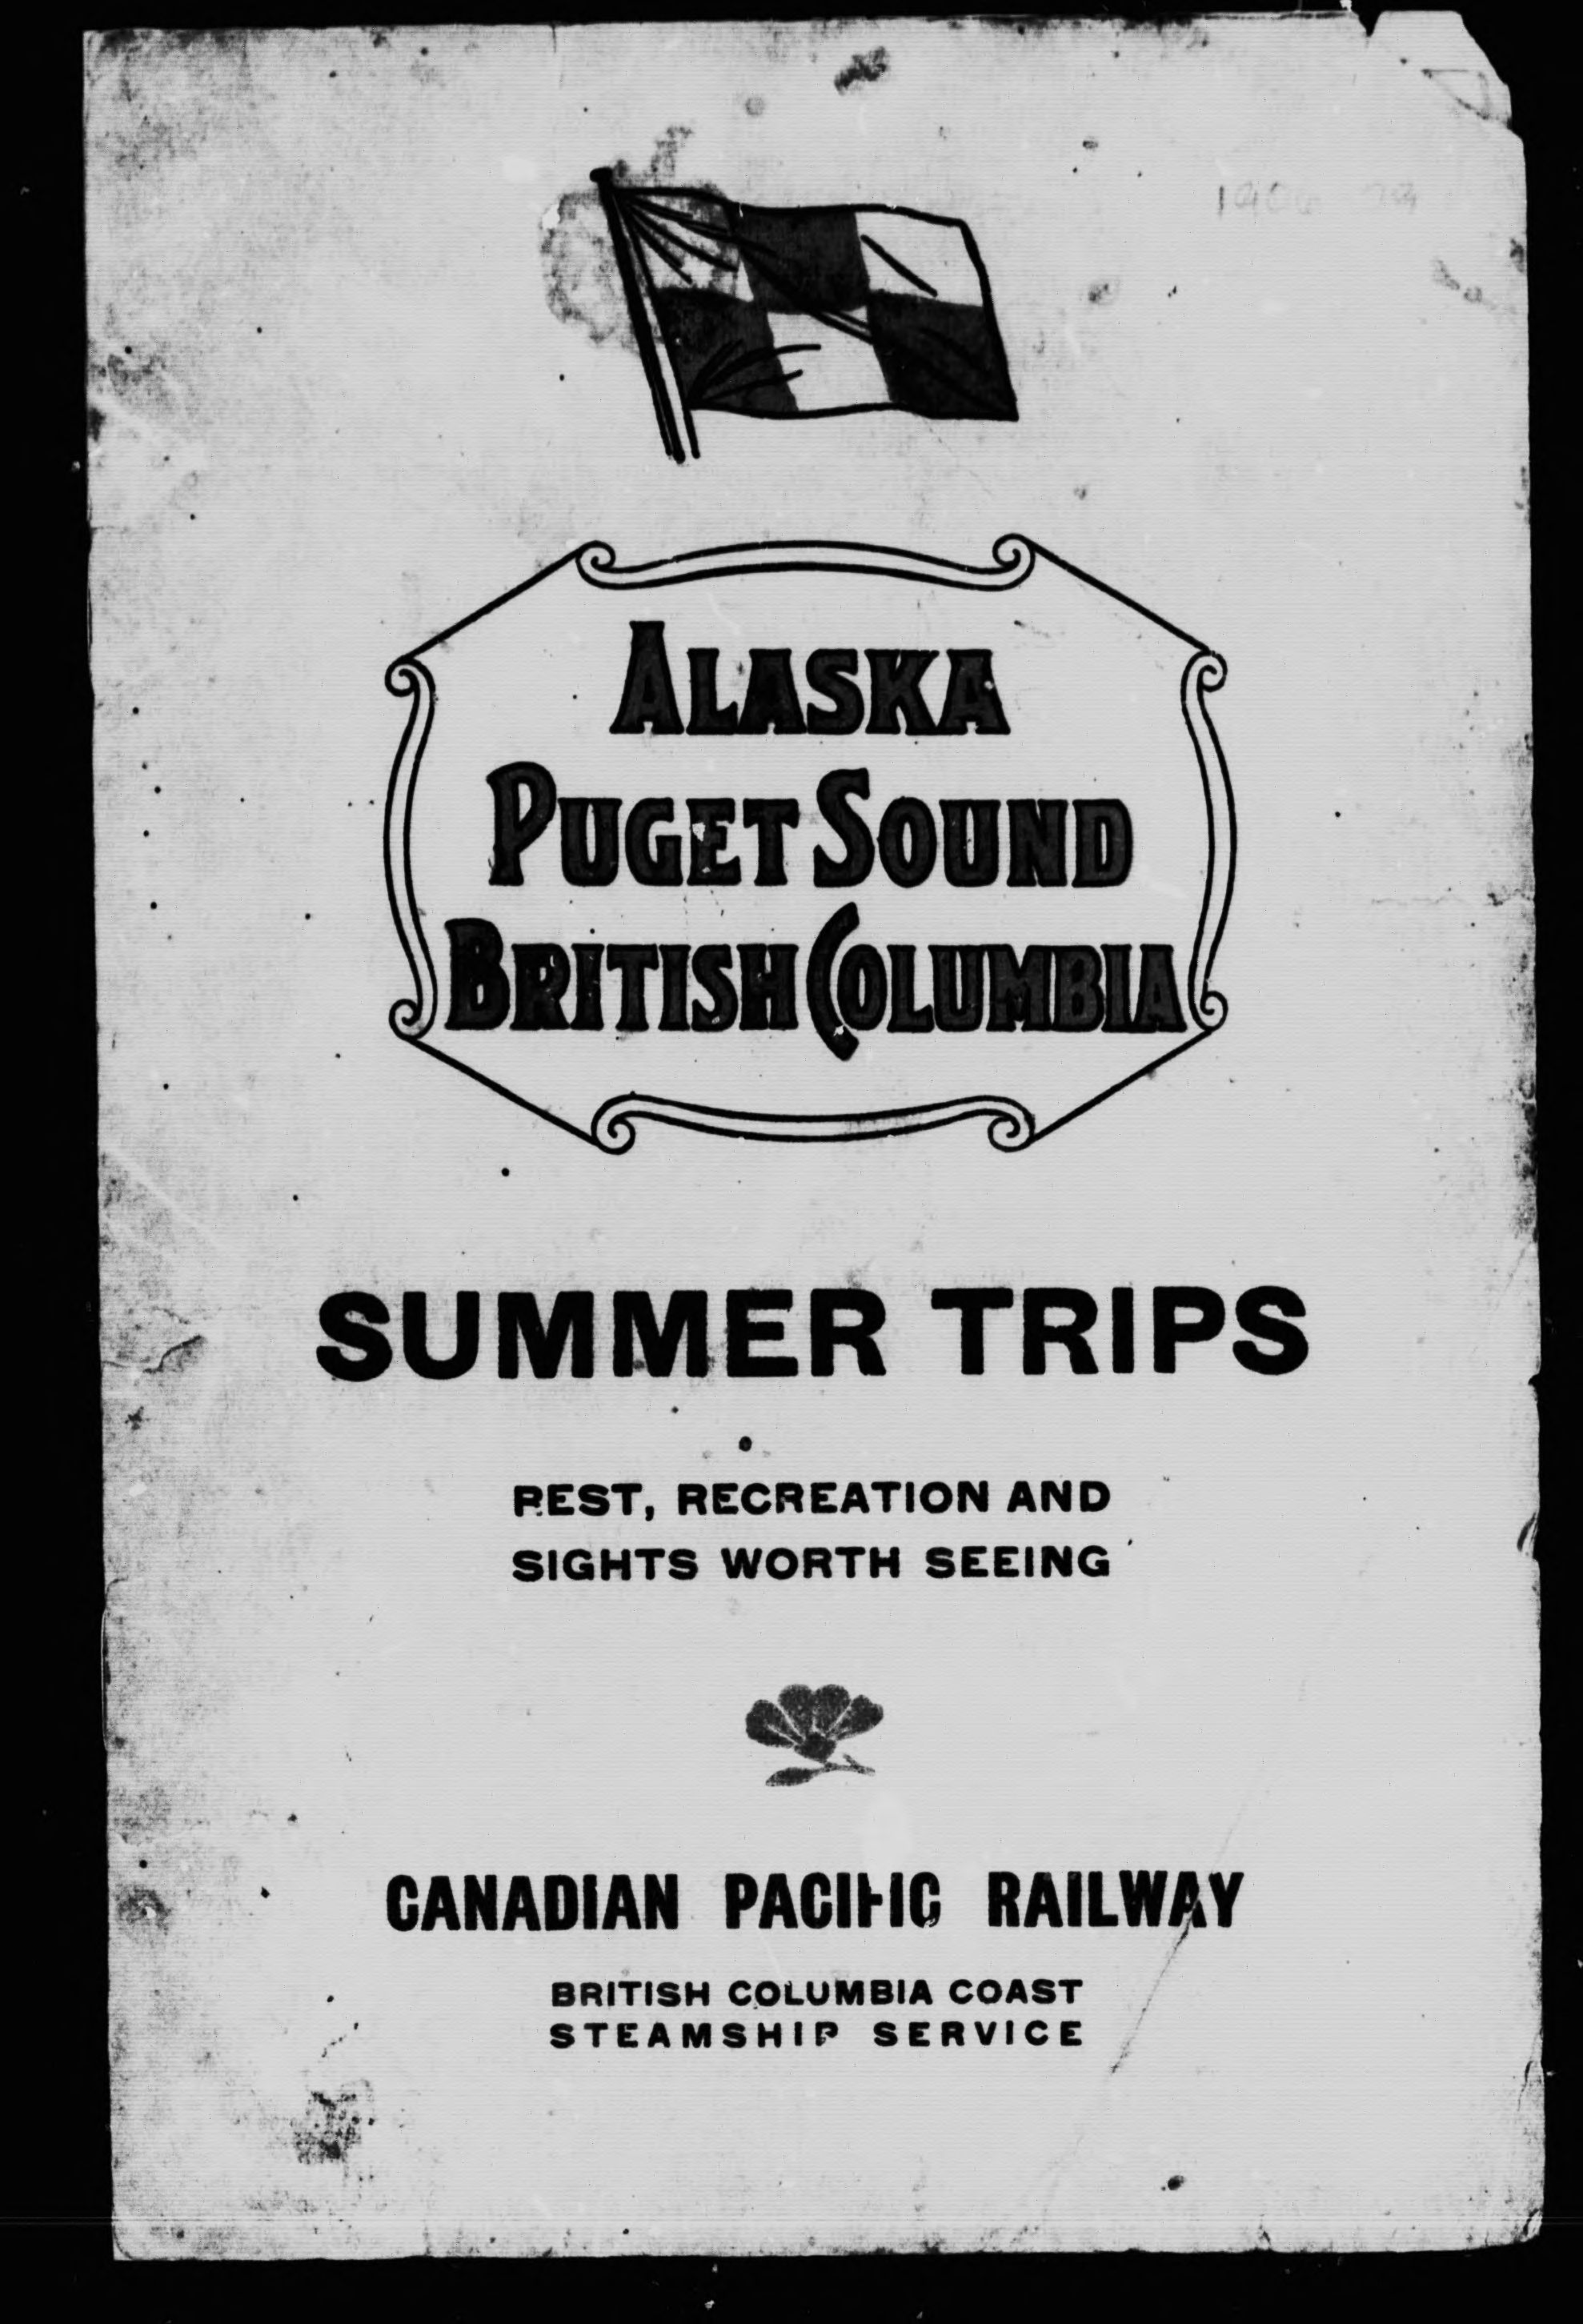 ALASKA
PUGET SOUND
BRITISH COLUMBIA
SUMMER TRIPS
REST, RECREATION AND
SIGHTS WORTH SEEING
CANADIAN PACIFIC RAILWAY
BRITISH COLUMBIA COAST
STEAMSHIP SERVICE